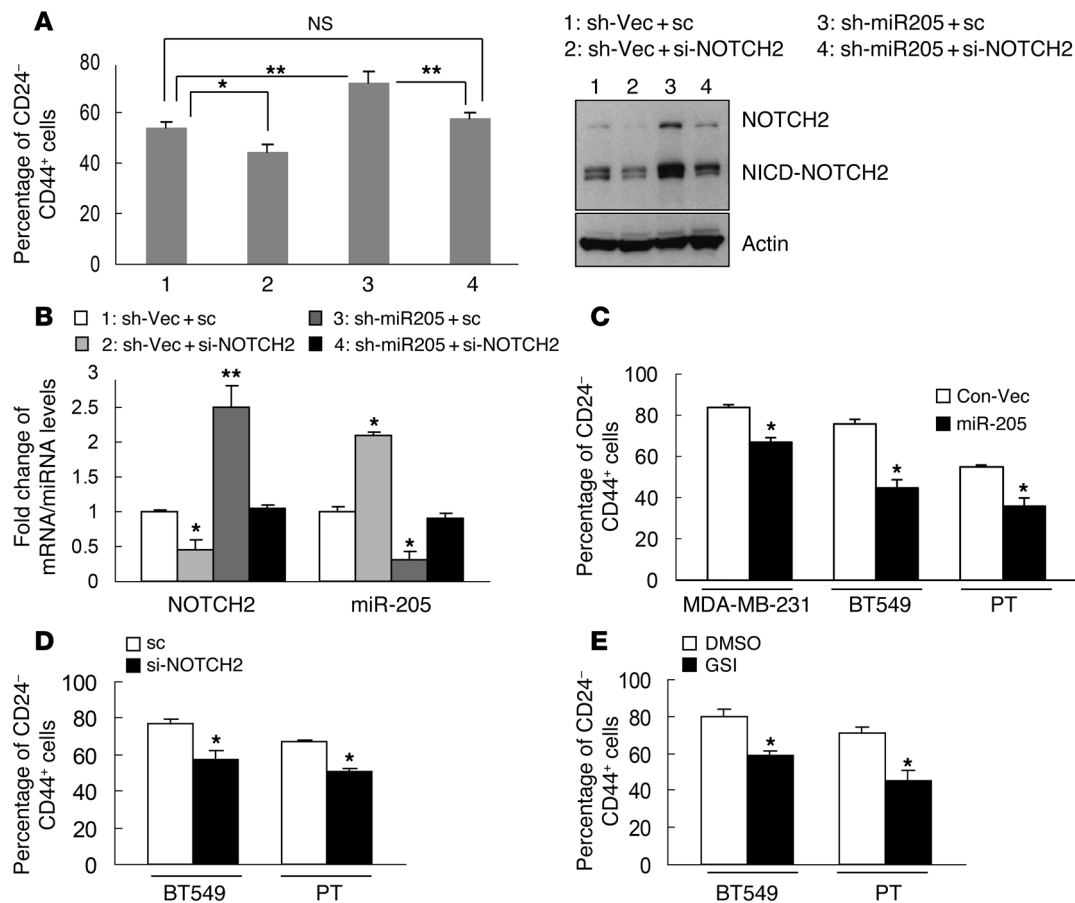 A
NS
**
**
*
Percentage of CD24⁻
CD44⁺ cells
80
60
40
20
0
1 2 3 4
1: sh-Vec + sc
2: sh-Vec + si-NOTCH2
3: sh-miR205 + sc
4: sh-miR205 + si-NOTCH2
1 2 3 4
NOTCH2
NICD-NOTCH2
Actin
B
1: sh-Vec + sc
2: sh-Vec + si-NOTCH2
3: sh-miR205 + sc
4: sh-miR205 + si-NOTCH2
Fold change of
mRNA/miRNA levels
3
2.5
2
1
0.5
0
*
**
*
*
NOTCH2 miR-205
C
Con-Vec
miR-205
Percentage of CD24⁻
CD44⁺ cells
100
80
60
40
20
0
*
*
*
MDA-MB-231 BT549 PT
D
sc
si-NOTCH2
Percentage of CD24⁻
CD44⁺ cells
100
80
60
40
20
0
*
*
BT549 PT
E
DMSO
GSI
Percentage of CD24⁻
CD44⁺ cells
100
80
60
40
20
0
*
*
BT549 PT